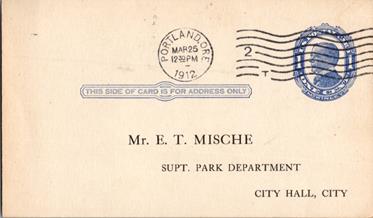 PORTLAND, ORE
MAR 25
12-30 PM
1912
2
T
THIS SIDE OF CARD IS FOR ADDRESS ONLY
Mr. E. T. MISCHE
SUPT. PARK DEPARTMENT
CITY HALL, CITY